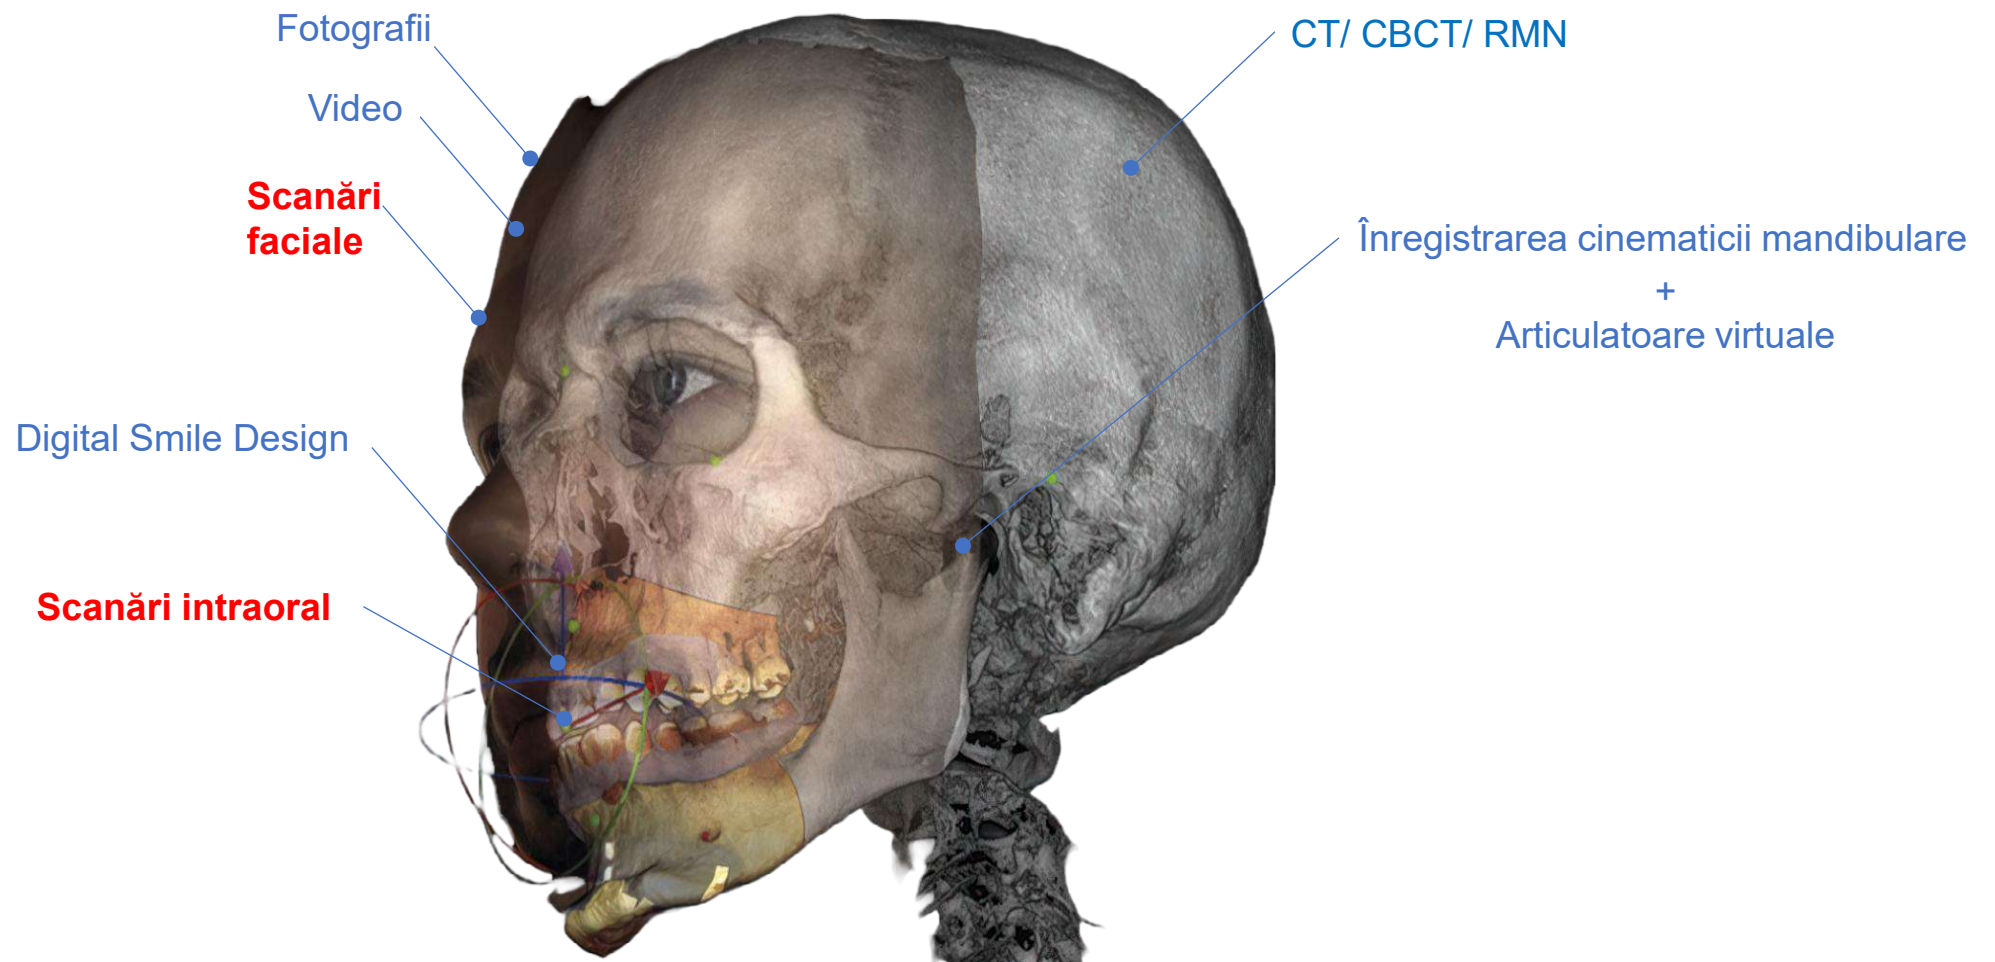 Fotografii
Video
Scanări
faciale
Digital Smile Design
Scanări intraoral
CT/ CBCT/ RMN
Înregistrarea cinematicii mandibulare
+
Articulatoare virtuale